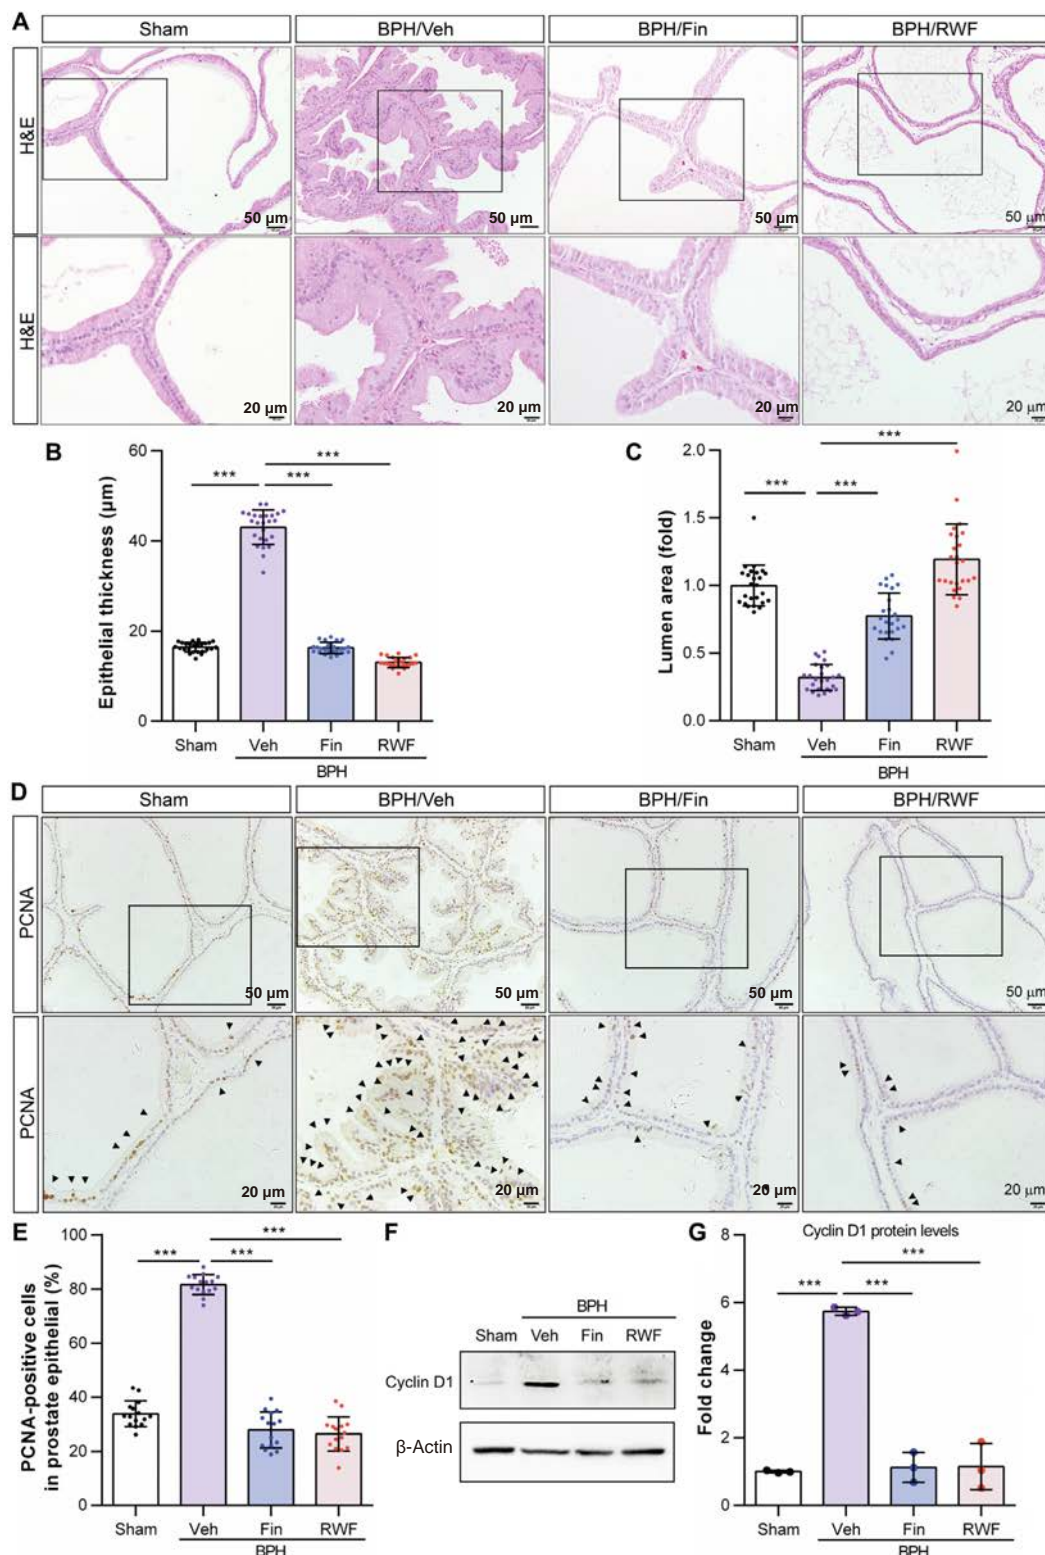 A
Sham
BPH/Veh
BPH/Fin
BPH/RWF
H&E
50 µm
50 µm
50 µm
50 µm
H&E
20 µm
20 µm
20 µm
20 µm
B
Epithelial thickness (µm)
60
40
20
0
***
***
***
Sham
Veh
Fin
RWF
BPH
C
Lumen area (fold)
2.0
1.5
1.0
0.5
0.0
***
***
***
Sham
Veh
Fin
RWF
BPH
D
Sham
BPH/Veh
BPH/Fin
BPH/RWF
PCNA
50 µm
50 µm
50 µm
50 µm
PCNA
20 µm
20 µm
20 µm
20 µm
E
PCNA-positive cells
in prostate epithelial (%)
100
80
60
40
20
0
***
***
***
Sham
Veh
Fin
RWF
BPH
F
BPH
Sham
Veh
Fin
RWF
Cyclin D1
β-Actin
G
Cyclin D1 protein levels
Fold change
8
6
4
2
0
***
***
***
Sham
Veh
Fin
RWF
BPH